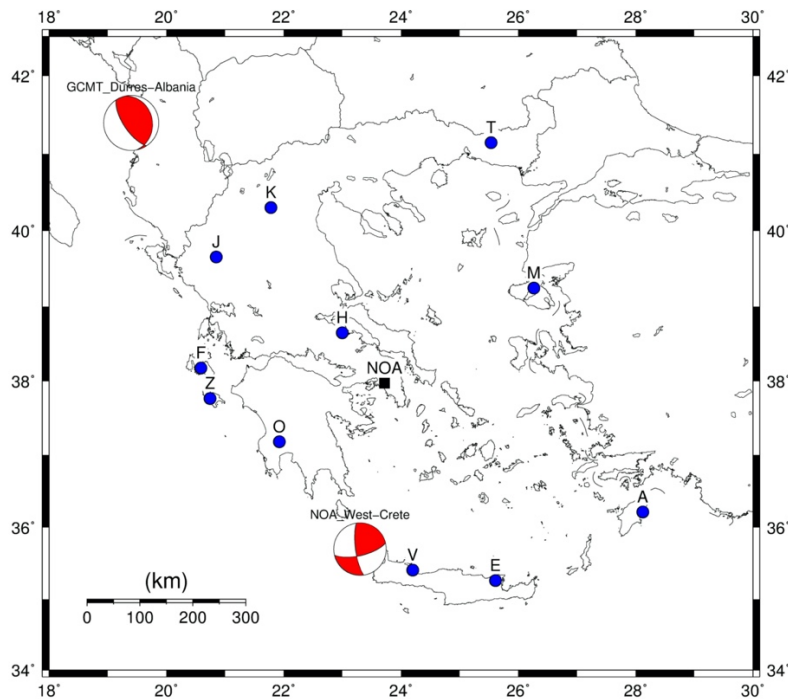 18° 20° 22° 24° 26° 28° 30°
42° 42°
GCMT_Durres-Albania
T
K
40° 40°
J
M
H
F
NOA
38° 38°
Z
O
A
NOA_West-Crete
36° 36°
V
E
(km)
0 100 200 300
34° 34°
18° 20° 22° 24° 26° 28° 30°